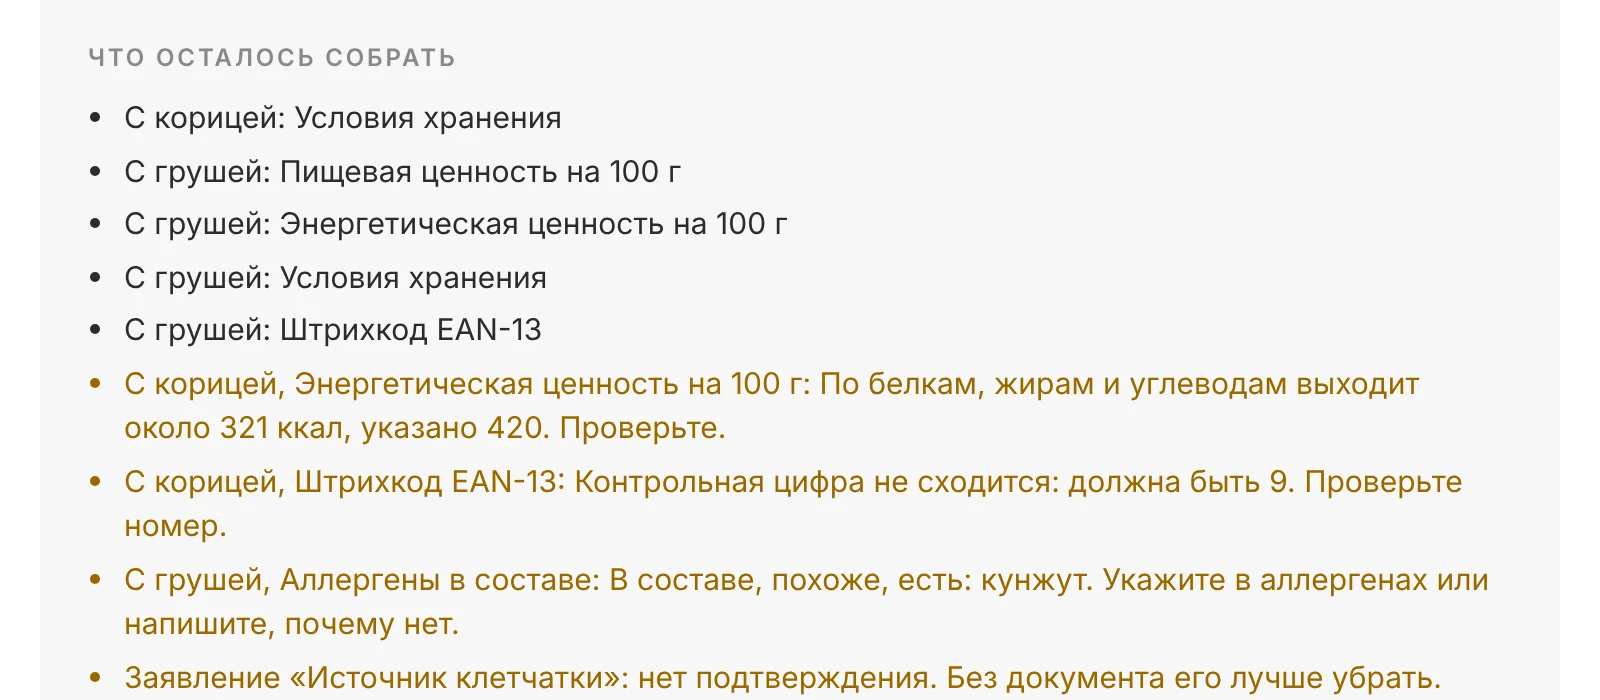 ЧТО ОСТАЛОСЬ СОБРАТЬ
• С корицей: Условия хранения
• С грушей: Пищевая ценность на 100 г
• С грушей: Энергетическая ценность на 100 г
• С грушей: Условия хранения
• С грушей: Штрихкод EAN-13
• С корицей, Энергетическая ценность на 100 г: По белкам, жирам и углеводам выходит
около 321 ккал, указано 420. Проверьте.
• С корицей, Штрихкод EAN-13: Контрольная цифра не сходится: должна быть 9. Проверьте
номер.
• С грушей, Аллергены в составе: В составе, похоже, есть: кунжут. Укажите в аллергенах или
напишите, почему нет.
• Заявление «Источник клетчатки»: нет подтверждения. Без документа его лучше убрать.